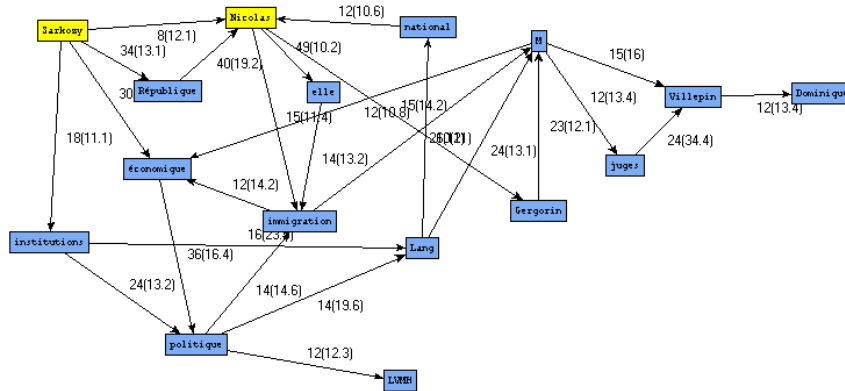 Nicolas
12(10.6)
Sarkozy
8(12.1)
national
34(13.1)
49(10.2)
M
15(16)
40(19.2)
République
elle
Villepin
Dominique
30
15(11.4)
12(10.8)
15(14.2)
12(13.4)
12(13.4)
18(11.1)
23(12.1)
24(34.4)
économique
14(13.2)
24(13.1)
juges
12(14.2)
Gergorin
immigration
institutions
Lang
36(16.4)
24(13.2)
14(14.6)
14(19.6)
politique
12(12.3)
LVMH